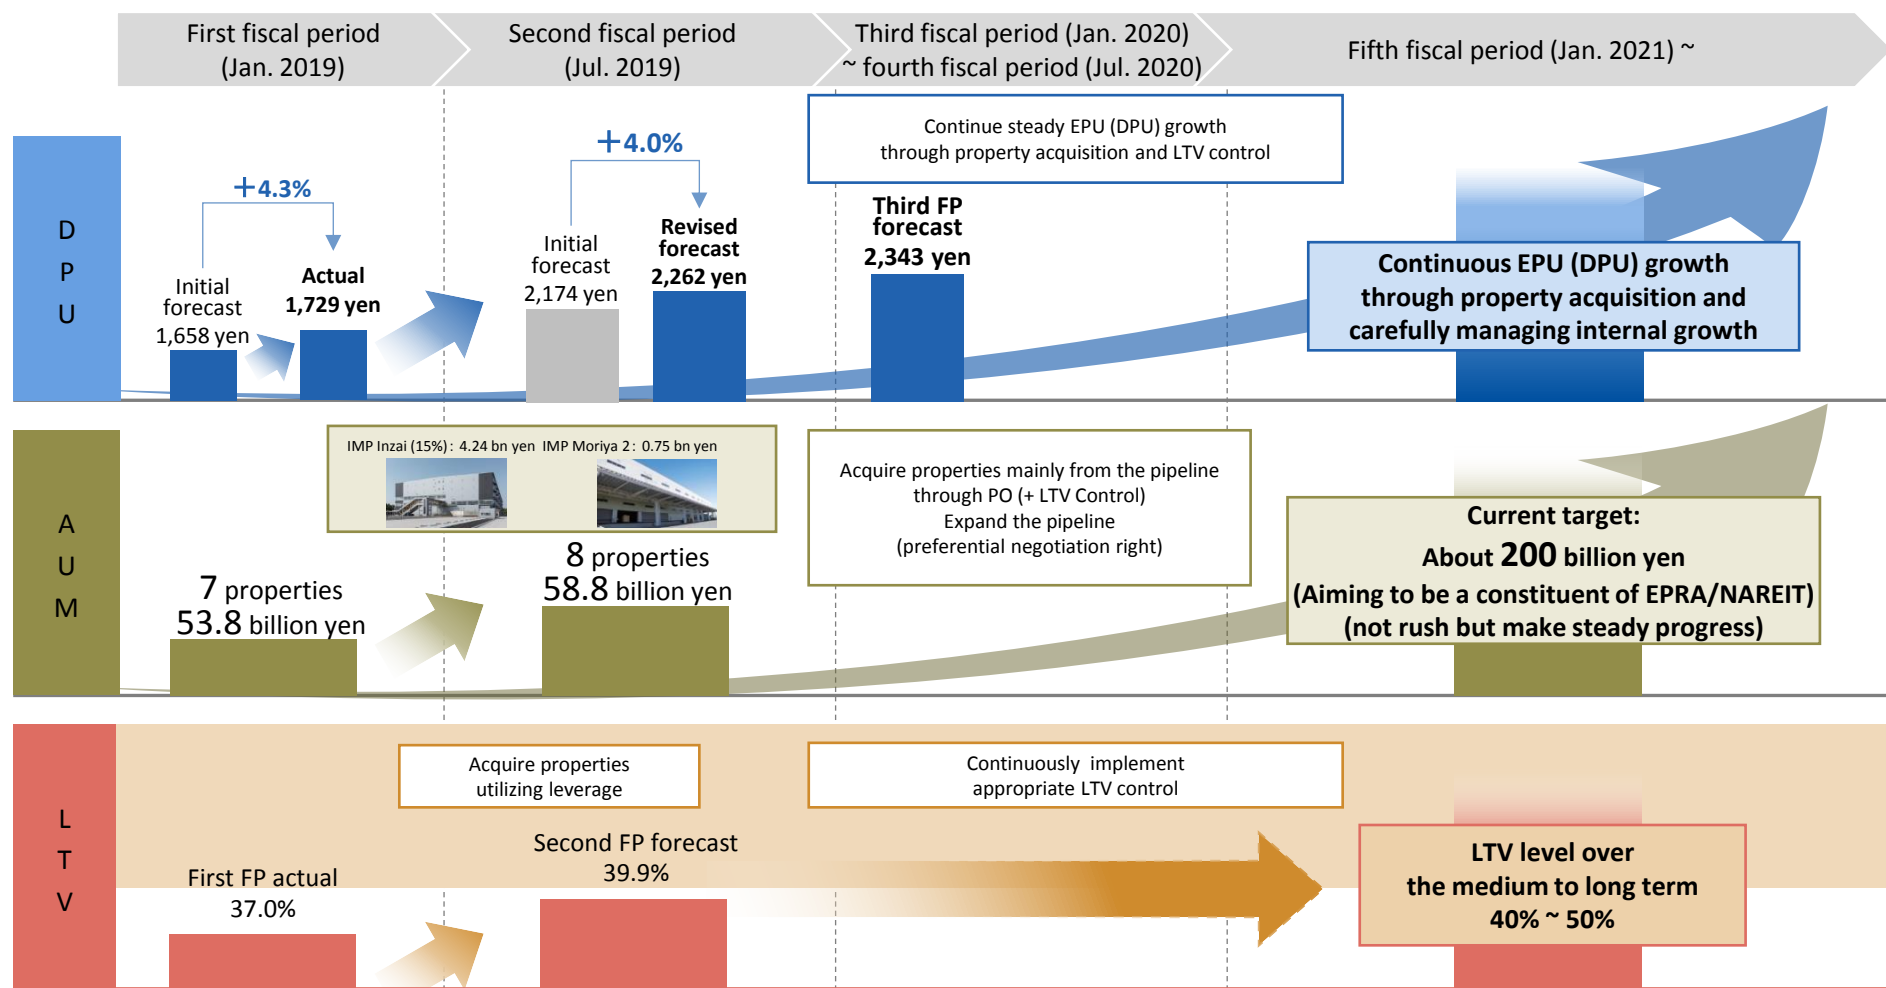 First fiscal period
(Jan. 2019)
Second fiscal period
(Jul. 2019)
Third fiscal period (Jan. 2020)
~ fourth fiscal period (Jul. 2020)
Fifth fiscal period (Jan. 2021) ~
D
P
U
+4.3%
Initial
forecast
1,658 yen
Actual
1,729 yen
+4.0%
Initial
forecast
2,174 yen
Revised
forecast
2,262 yen
Continue steady EPU (DPU) growth
through property acquisition and LTV control
Third FP
forecast
2,343 yen
Continuous EPU (DPU) growth
through property acquisition and
carefully managing internal growth
A
U
M
IMP Inzai (15%) : 4.24 bn yen IMP Moriya 2 : 0.75 bn yen
7 properties
53.8 billion yen
8 properties
58.8 billion yen
Acquire properties mainly from the pipeline
through PO (+ LTV Control)
Expand the pipeline
(preferential negotiation right)
Current target:
About 200 billion yen
(Aiming to be a constituent of EPRA/NAREIT)
(not rush but make steady progress)
L
T
V
Acquire properties
utilizing leverage
First FP actual
37.0%
Second FP forecast
39.9%
Continuously implement
appropriate LTV control
LTV level over
the medium to long term
40% ~ 50%